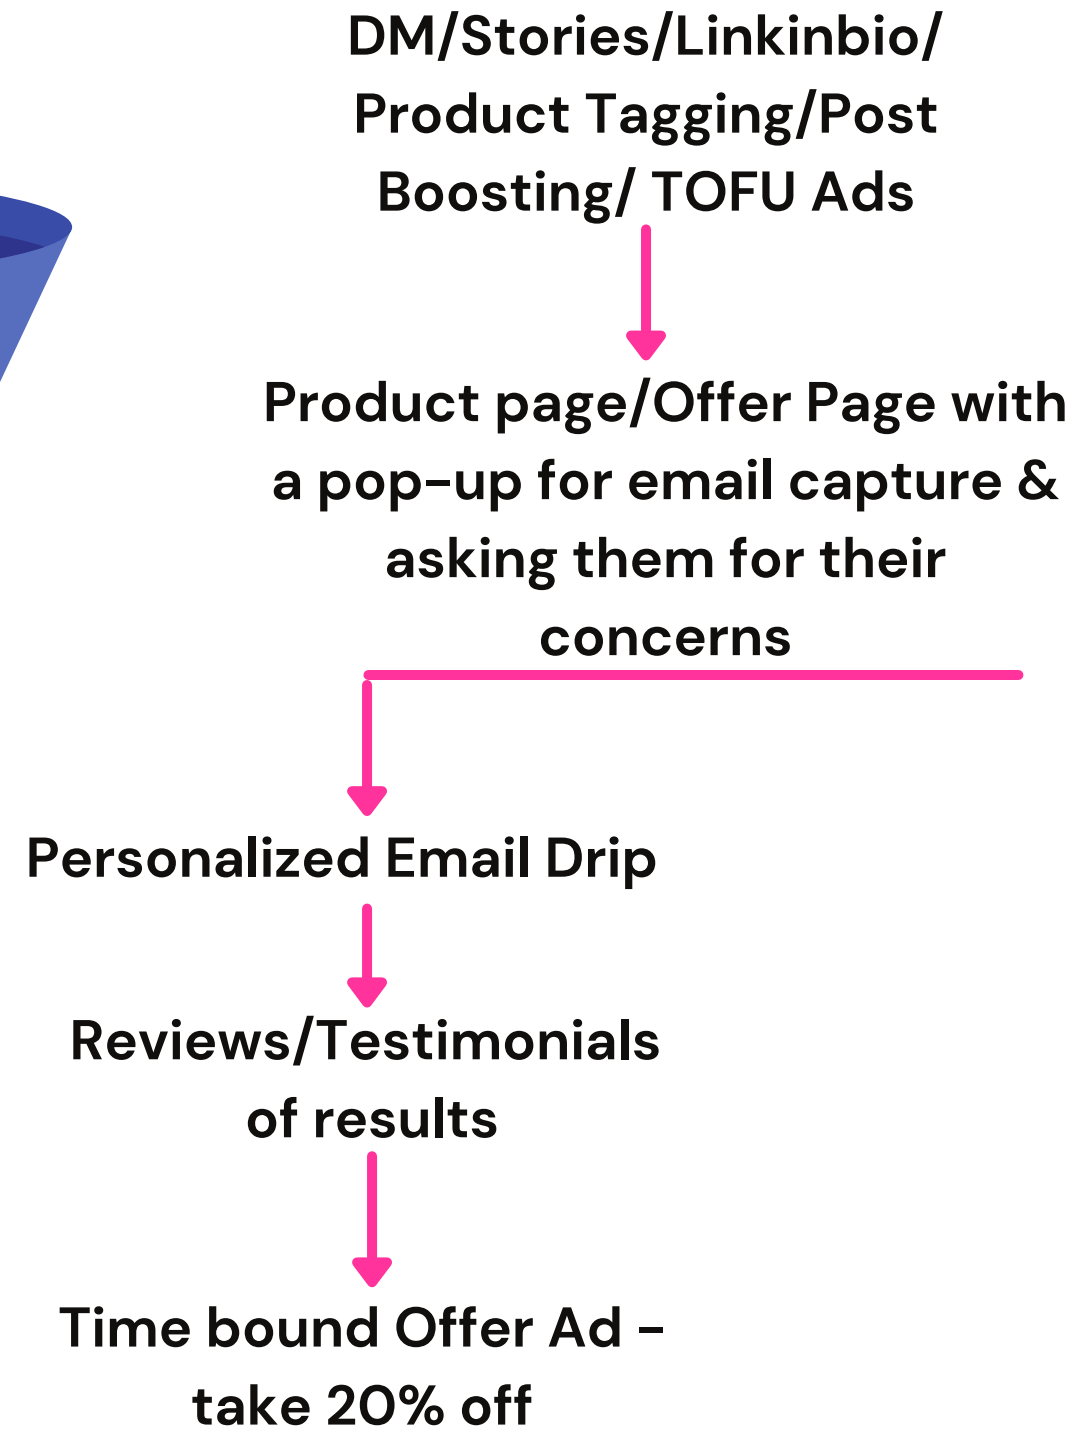 DM/Stories/Linkinbio/
Product Tagging/Post
Boosting/ TOFU Ads
Product page/Offer Page with
a pop-up for email capture &
asking them for their
concerns
Personalized Email Drip
Reviews/Testimonials
of results
Time bound Offer Ad -
take 20% off